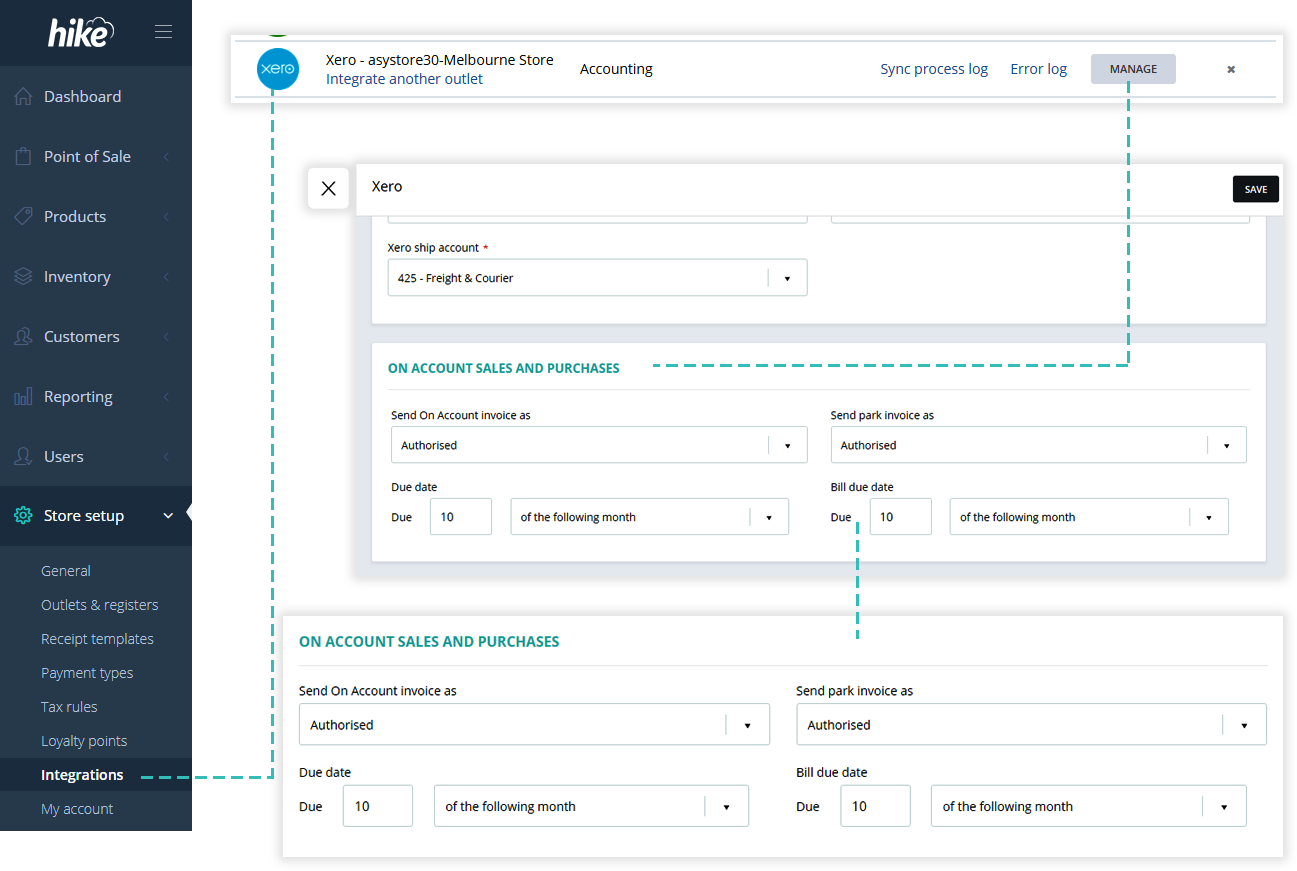 hike
Dashboard
Point of Sale
Products
Inventory
Customers
Reporting
Users
Store setup
General
Outlets & registers
Receipt templates
Payment types
Tax rules
Loyalty points
Integrations
My account
xero
Xero - asystore30-Melbourne Store
Integrate another outlet
Accounting
Sync process log
Error log
MANAGE
Xero
SAVE
Xero ship account *
425 - Freight & Courier
ON ACCOUNT SALES AND PURCHASES
Send On Account invoice as
Send park invoice as
Authorised
Authorised
Due date
Bill due date
Due 10 of the following month
Due 10 of the following month
ON ACCOUNT SALES AND PURCHASES
Send On Account invoice as
Send park invoice as
Authorised
Authorised
Due date
Bill due date
Due 10 of the following month
Due 10 of the following month